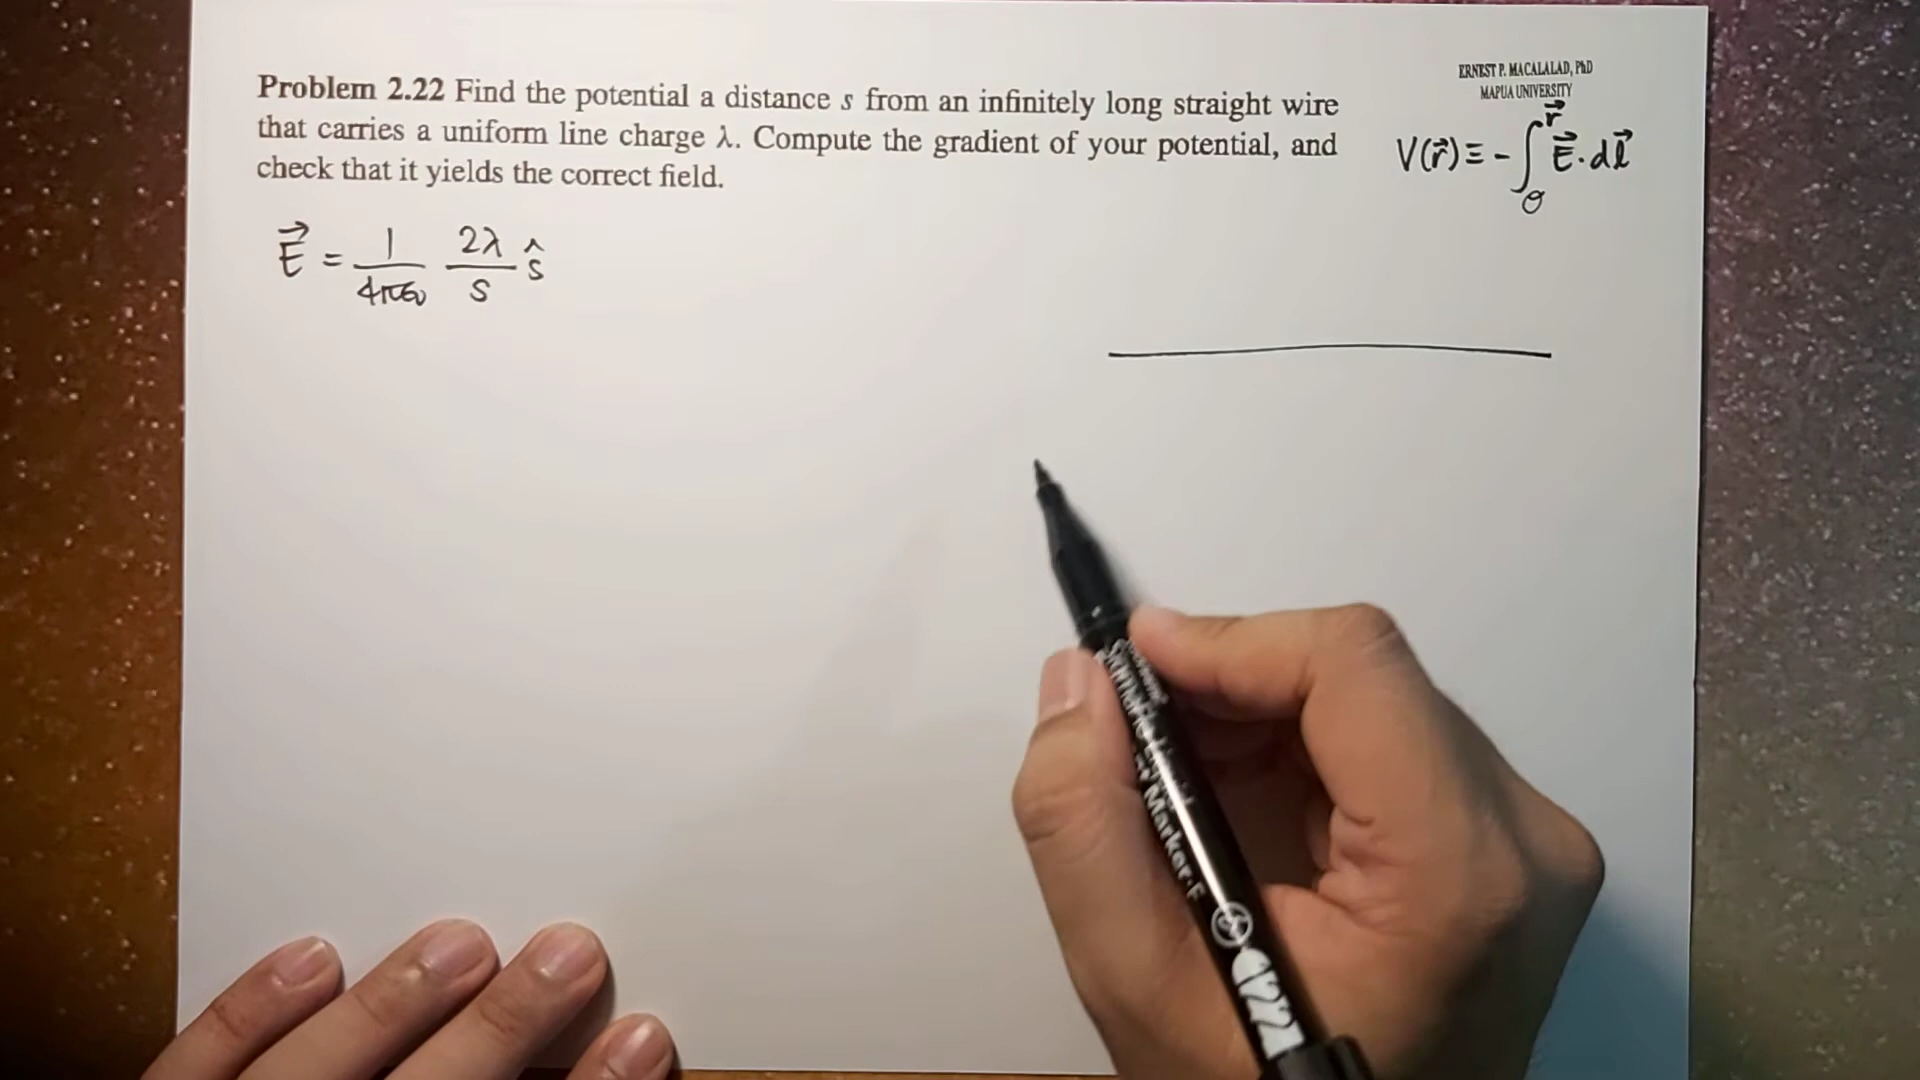 Problem 2.22 Find the potential a distance s from an infinitely long straight wire
that carries a uniform line charge λ. Compute the gradient of your potential, and
check that it yields the correct field.
ERNEST P. MACALALAD, PhD
MAPUA UNIVERSITY
V(r⃗) ≡ - ∫_O^r⃗ E⃗ · dl⃗
E⃗ = 1/4πε₀ 2λ/s ŝ
Marker-F